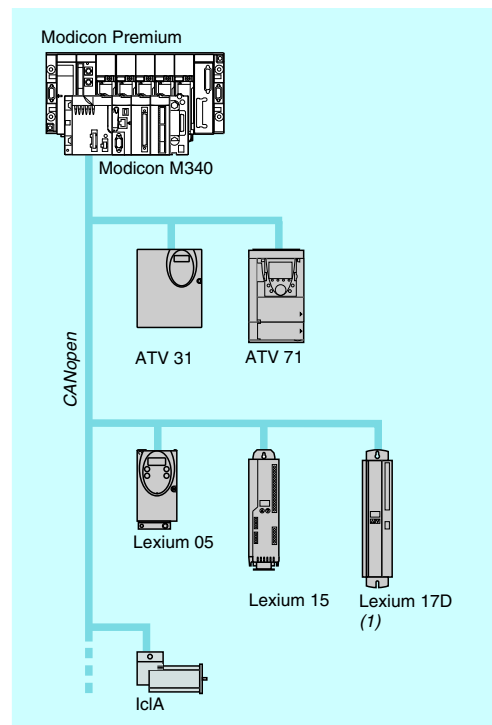 Modicon Premium
Modicon M340
ATV 31
ATV 71
CANopen
Lexium 05
Lexium 15
Lexium 17D
(1)
IclA